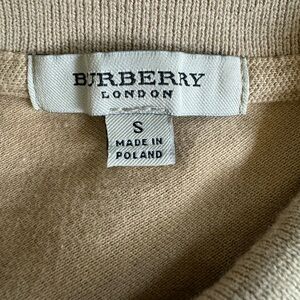 BURBERRY
LONDON
S
MADE IN
POLAND